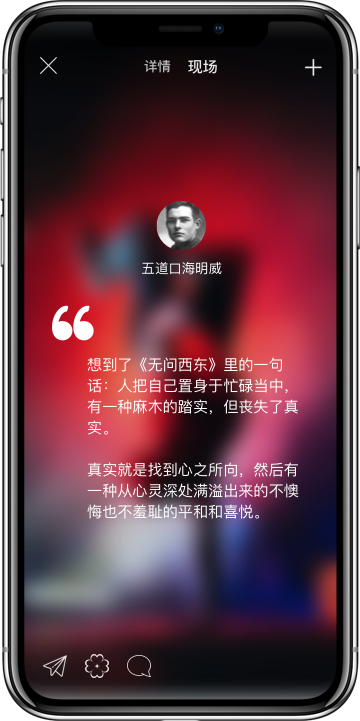 详情 现场
五道口海明威
想到了《无问西东》里的一句
话：人把自己置身于忙碌当中，
有一种麻木的踏实，但丧失了真
实。
真实就是找到心之所向，然后有
一种从心灵深处满溢出来的不懊
悔也不羞耻的平和和喜悦。